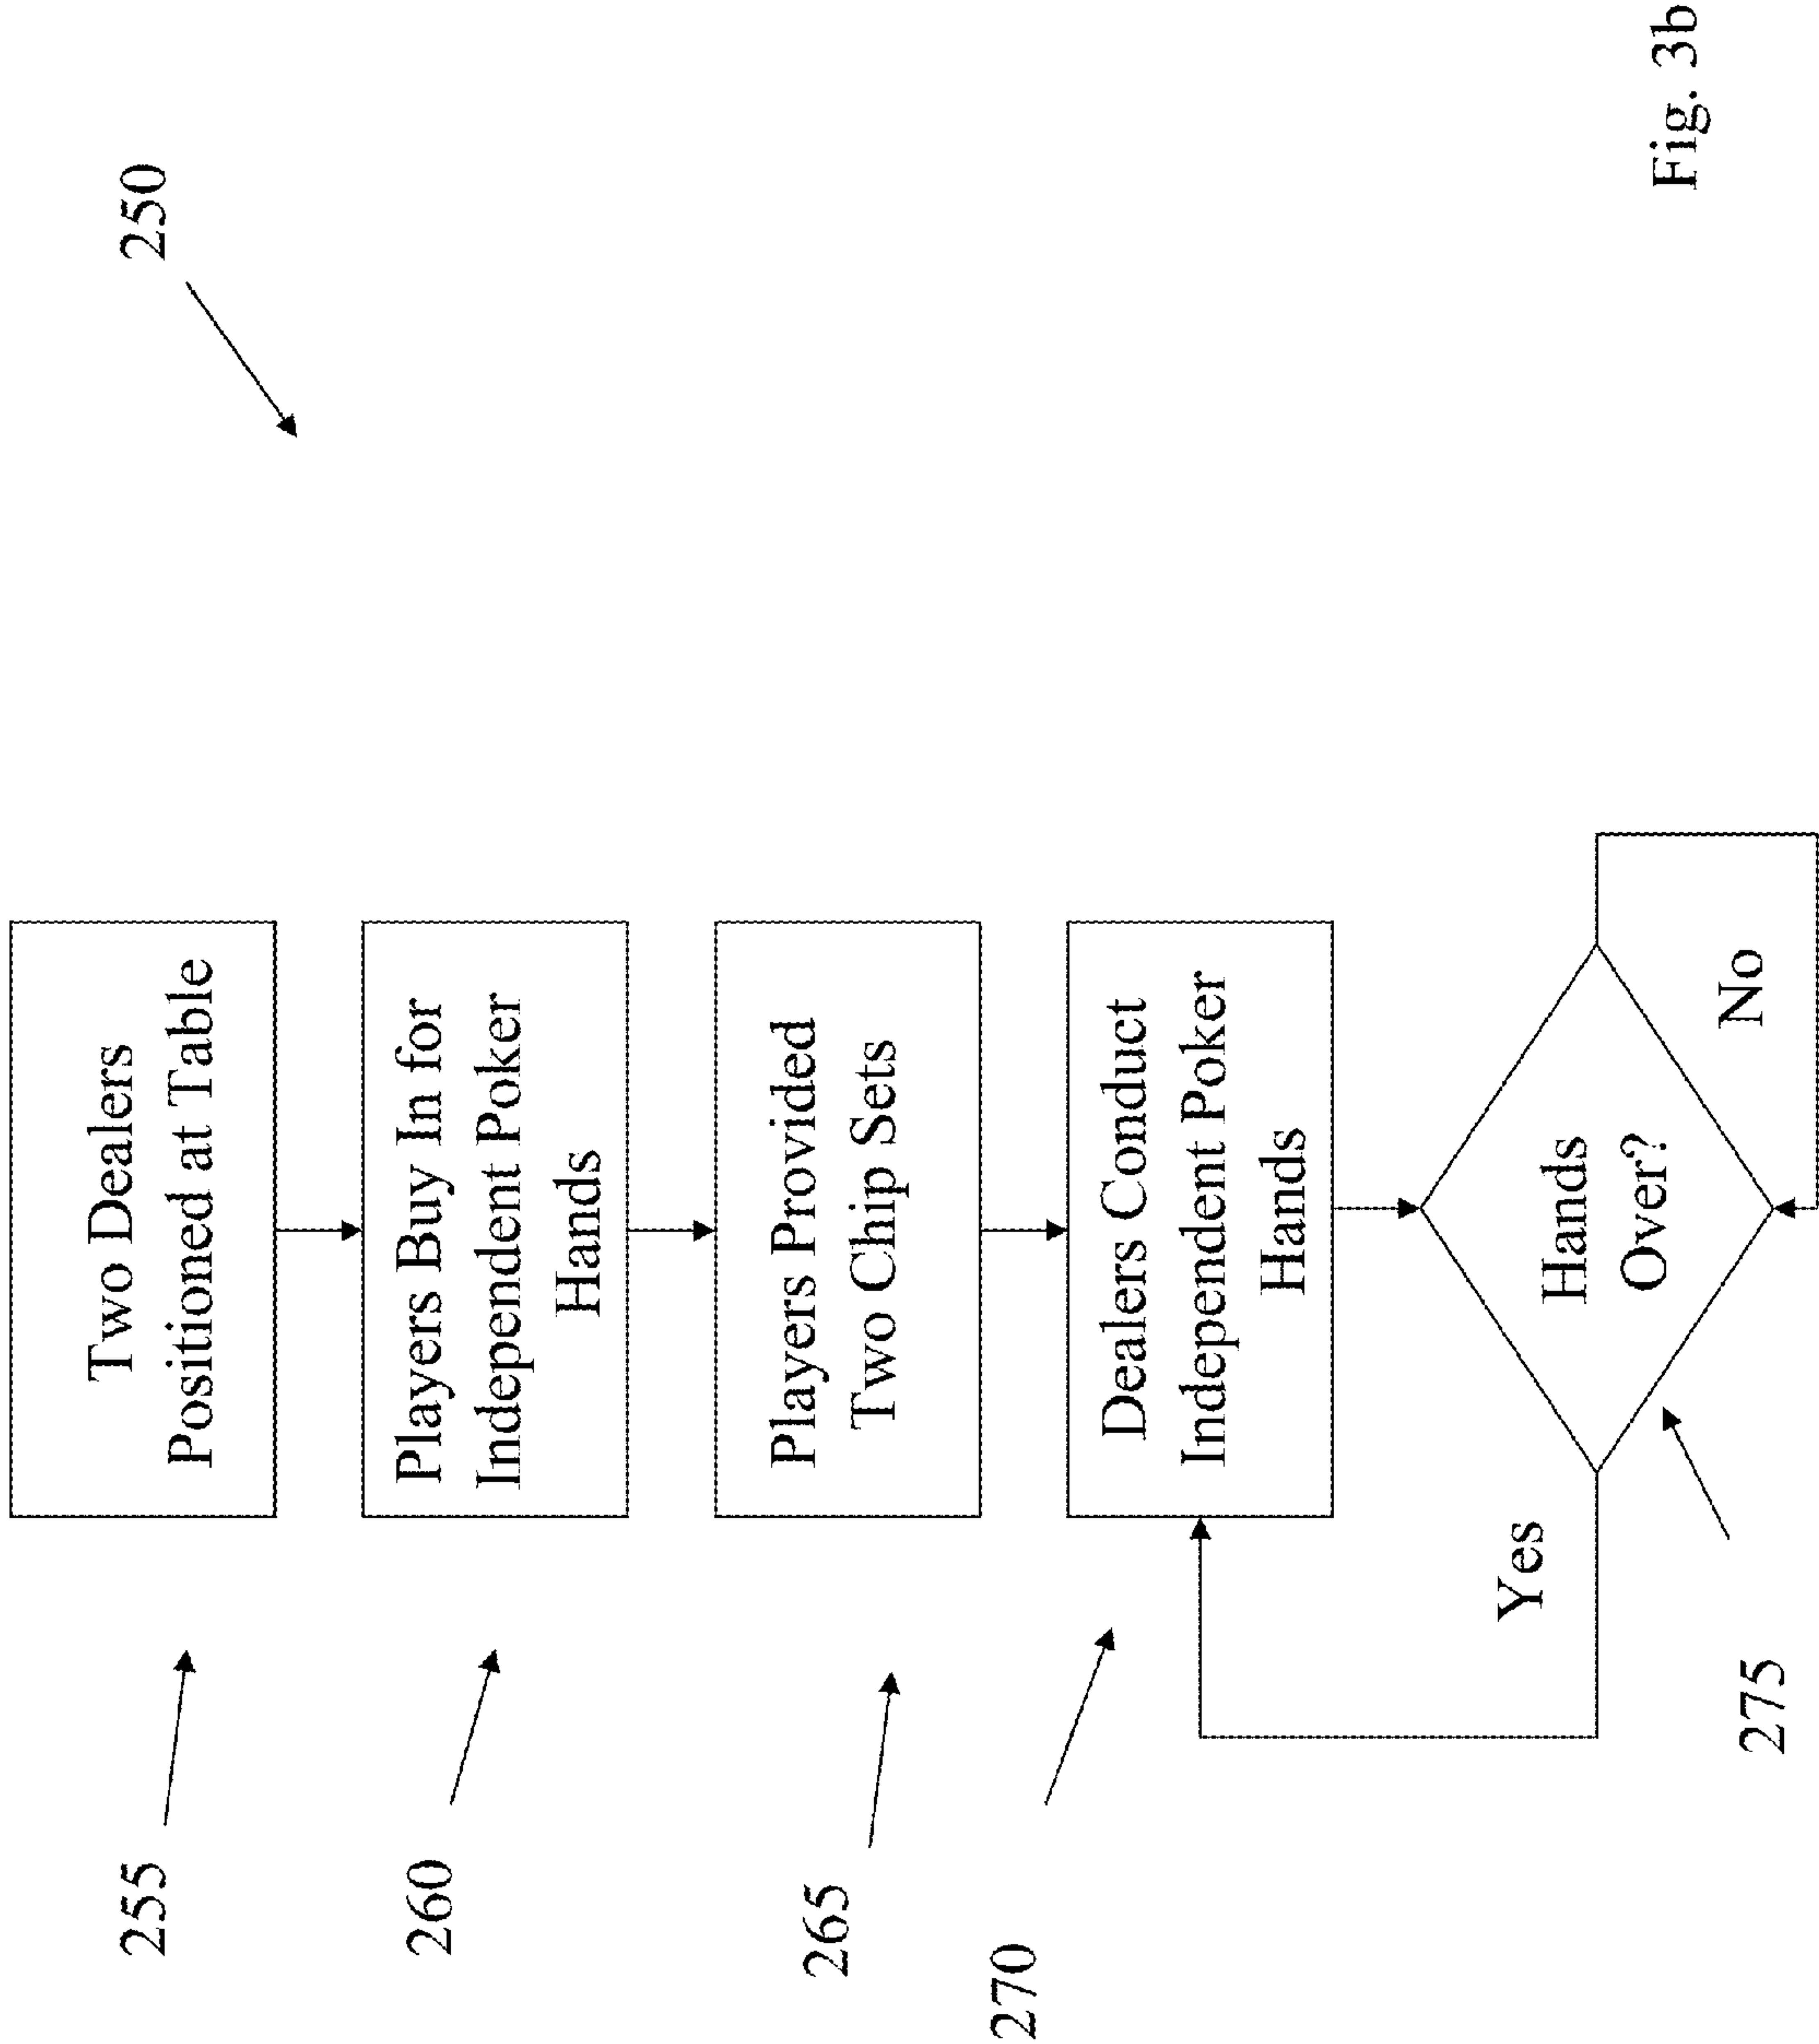 250
255
Two Dealers
Positioned at Table
260
Players Buy In for
Independent Poker
Hands
265
Players Provided
Two Chip Sets
270
Dealers Conduct
Independent Poker
Hands
Yes
Hands
Over?
No
275
Fig. 3b